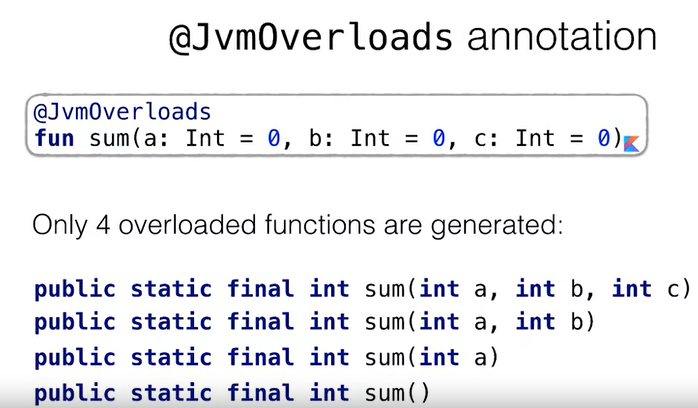 @JvmOverloads annotation
@JvmOverloads
fun sum(a: Int = 0, b: Int = 0, c: Int = 0)
Only 4 overloaded functions are generated:
public static final int sum(int a, int b, int c)
public static final int sum(int a, int b)
public static final int sum(int a)
public static final int sum()